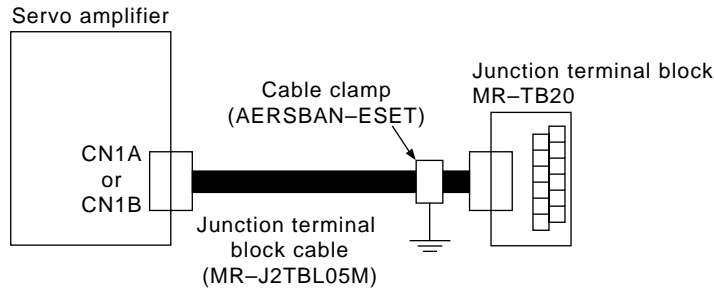 Servo amplifier
Junction terminal block
MR–TB20
Cable clamp
(AERSBAN–ESET)
CN1A
or
CN1B
Junction terminal
block cable
(MR–J2TBL05M)